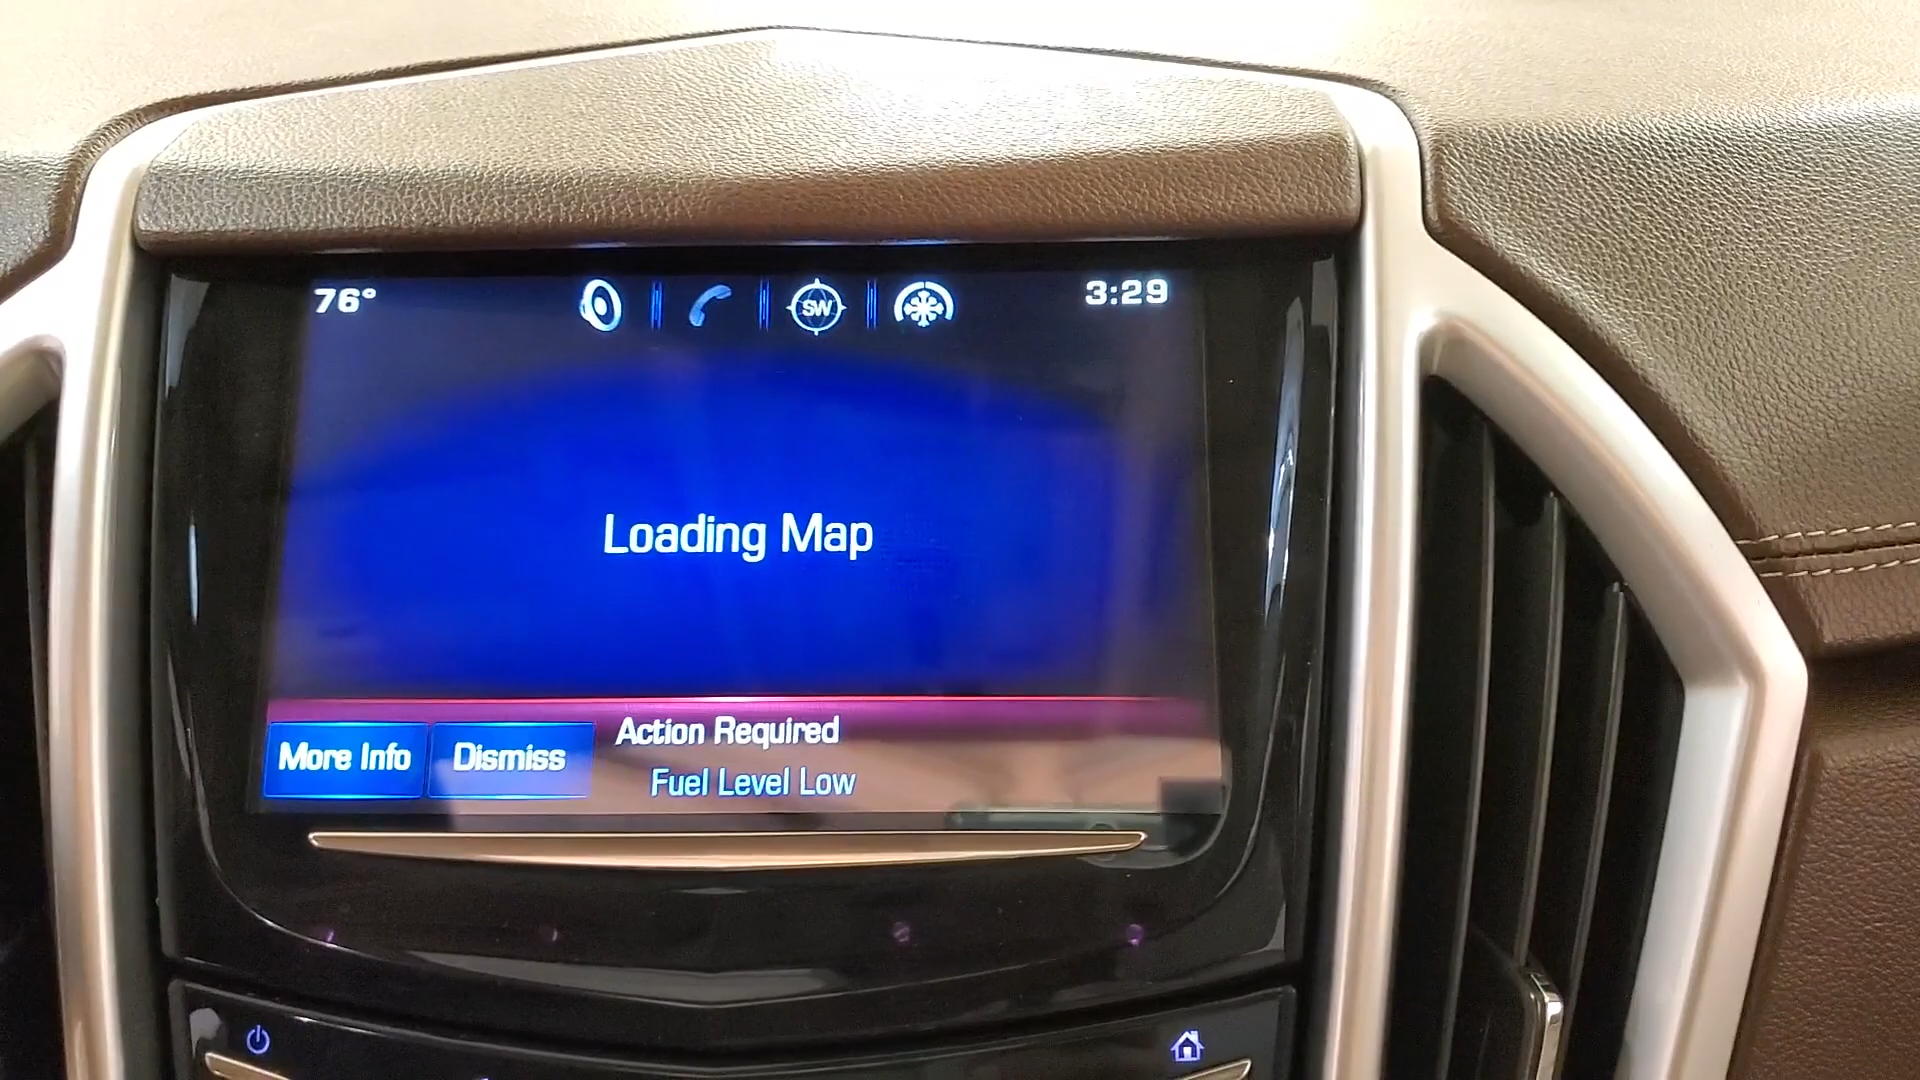 76°
SW
3:29
Loading Map
More Info
Dismiss
Action Required
Fuel Level Low